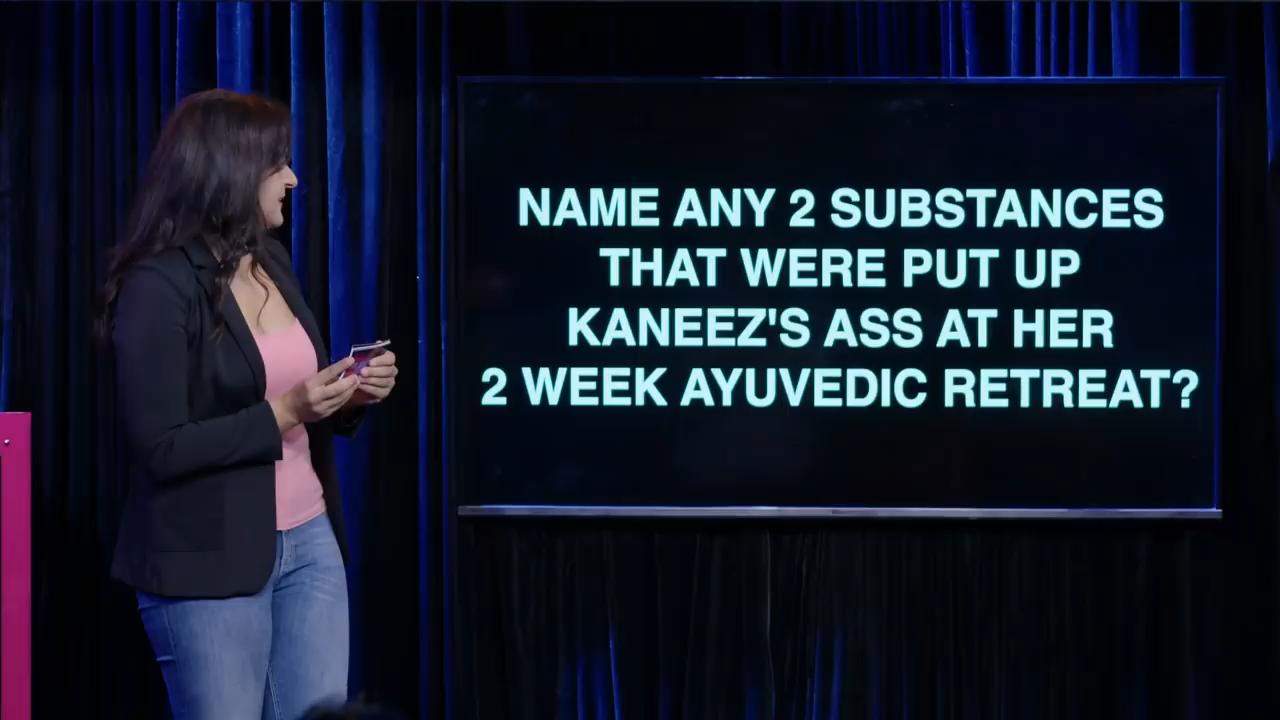 NAME ANY 2 SUBSTANCES
THAT WERE PUT UP
KANEEZ'S ASS AT HER
2 WEEK AYUVEDIC RETREAT?